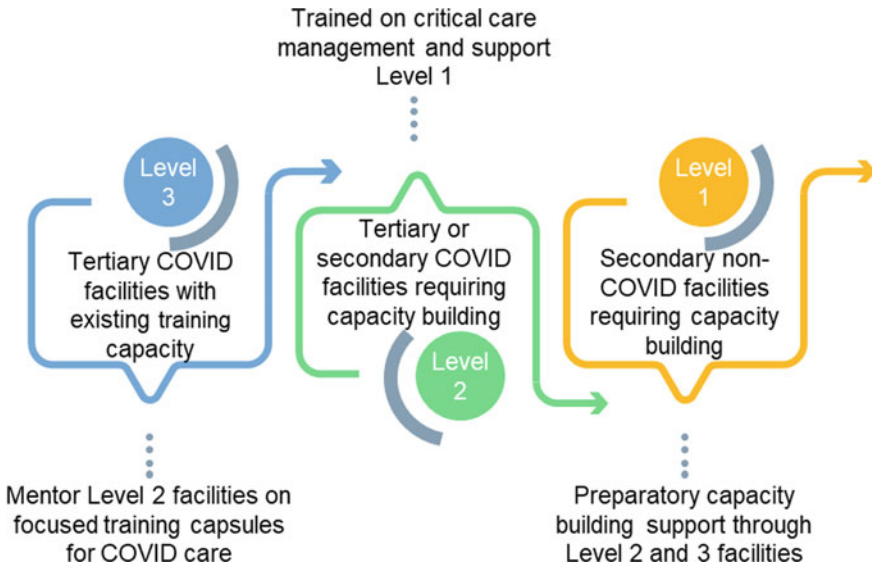 Trained on critical care
management and support
Level 1
Level
3
Tertiary COVID
facilities with
existing training
capacity
Mentor Level 2 facilities on
focused training capsules
for COVID care
Tertiary or
secondary COVID
facilities requiring
capacity building
Level
2
Level
1
Secondary non-
COVID facilities
requiring capacity
building
Preparatory capacity
building support through
Level 2 and 3 facilities